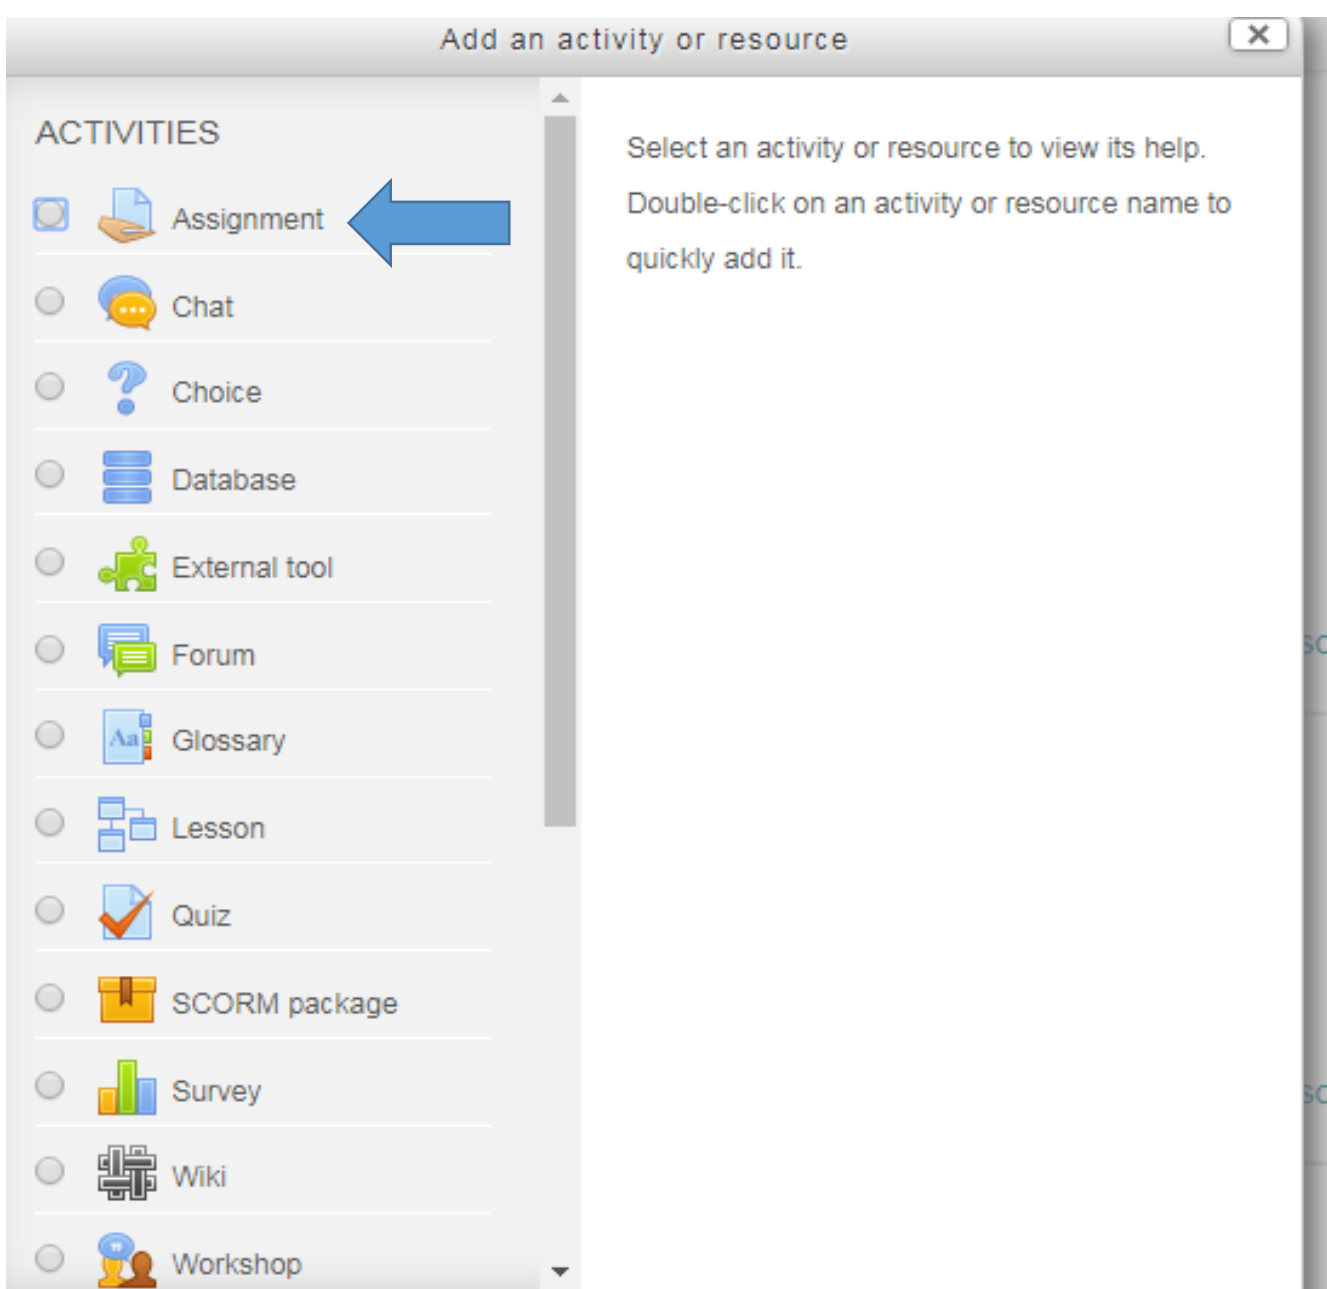 Add an activity or resource
ACTIVITIES
Assignment
Chat
Choice
Database
External tool
Forum
Aa
Glossary
Lesson
Quiz
SCORM package
Survey
Wiki
Workshop
Select an activity or resource to view its help.
Double-click on an activity or resource name to
quickly add it.